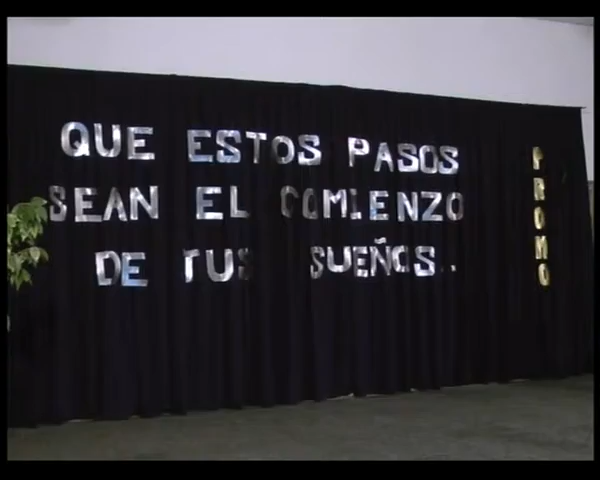 QUE ESTOS PASOS
SEAN EL COMIENZO
DE TUS SUEÑOS..
PROMO